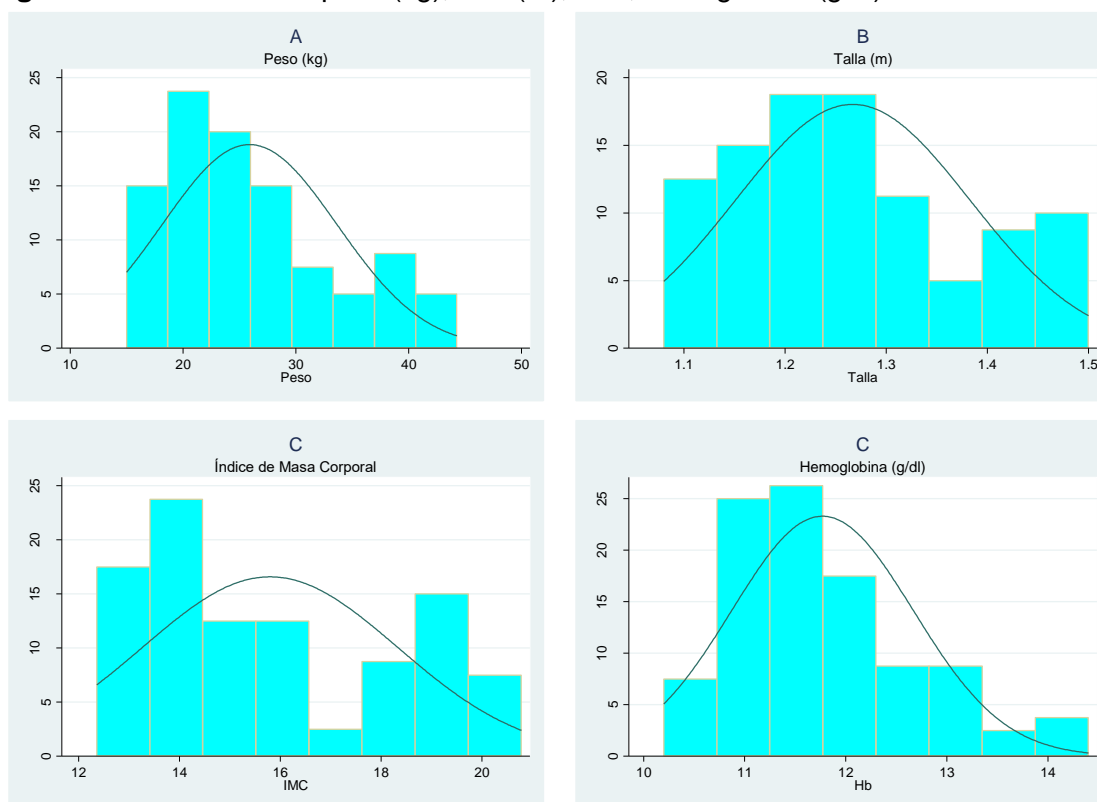 A
Peso (kg)
25
20
15
10
5
0
10 20 30 40 50
Peso
B
Talla (m)
20
15
10
5
0
1.1 1.2 1.3 1.4 1.5
Talla
C
Índice de Masa Corporal
25
20
15
10
5
0
12 14 16 18 20
IMC
C
Hemoglobina (g/dl)
25
20
15
10
5
0
10 11 12 13 14
Hb